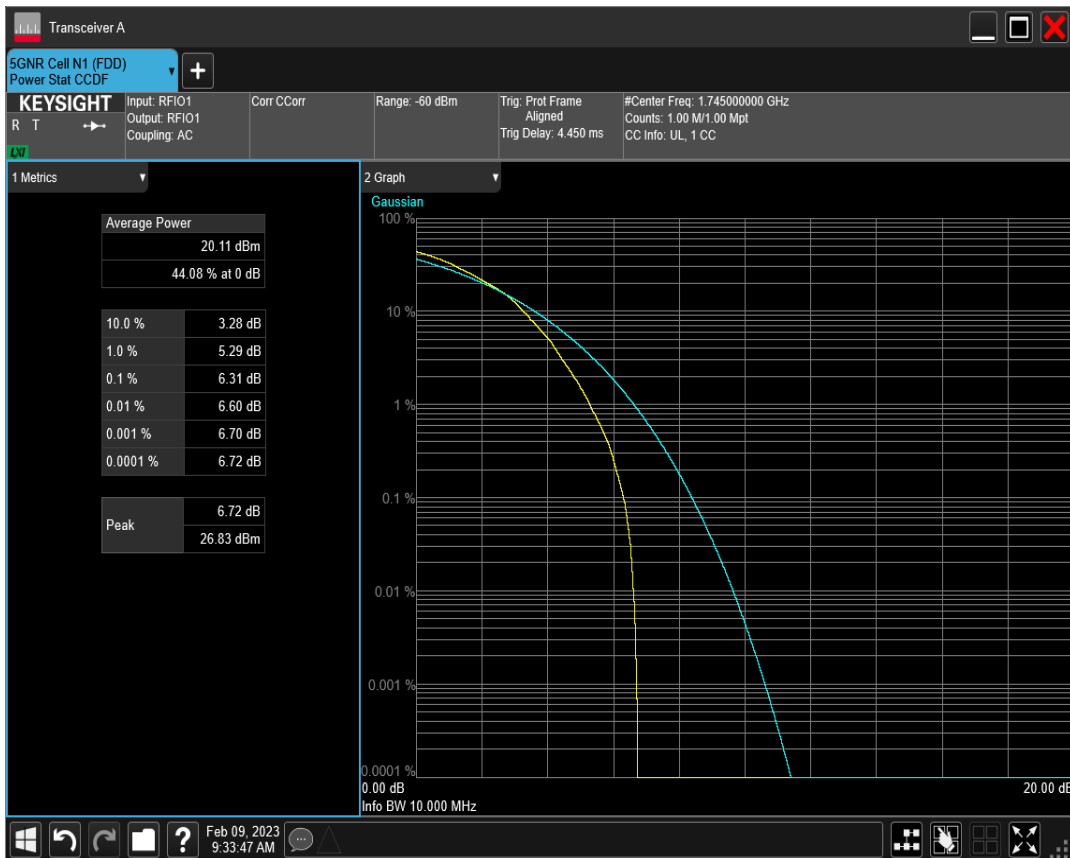 Transceiver A
5GNR Cell N1 (FDD)
Power Stat CCDF
KEYSIGHT
R T
LXI
Input: RFIO1
Output: RFIO1
Coupling: AC
Corr CCorr
Range: -60 dBm
Trig: Prot Frame
Aligned
Trig Delay: 4.450 ms
#Center Freq: 1.745000000 GHz
Counts: 1.00 M/1.00 Mpt
CC Info: UL, 1 CC
1 Metrics
Average Power
20.11 dBm
44.08 % at 0 dB
10.0 % 3.28 dB
1.0 % 5.29 dB
0.1 % 6.31 dB
0.01 % 6.60 dB
0.001 % 6.70 dB
0.0001 % 6.72 dB
Peak
6.72 dB
26.83 dBm
2 Graph
Gaussian
100 %
10 %
1 %
0.1 %
0.01 %
0.001 %
0.0001 %
0.00 dB 20.00 dB
Info BW 10.000 MHz
?
Feb 09, 2023
9:33:47 AM